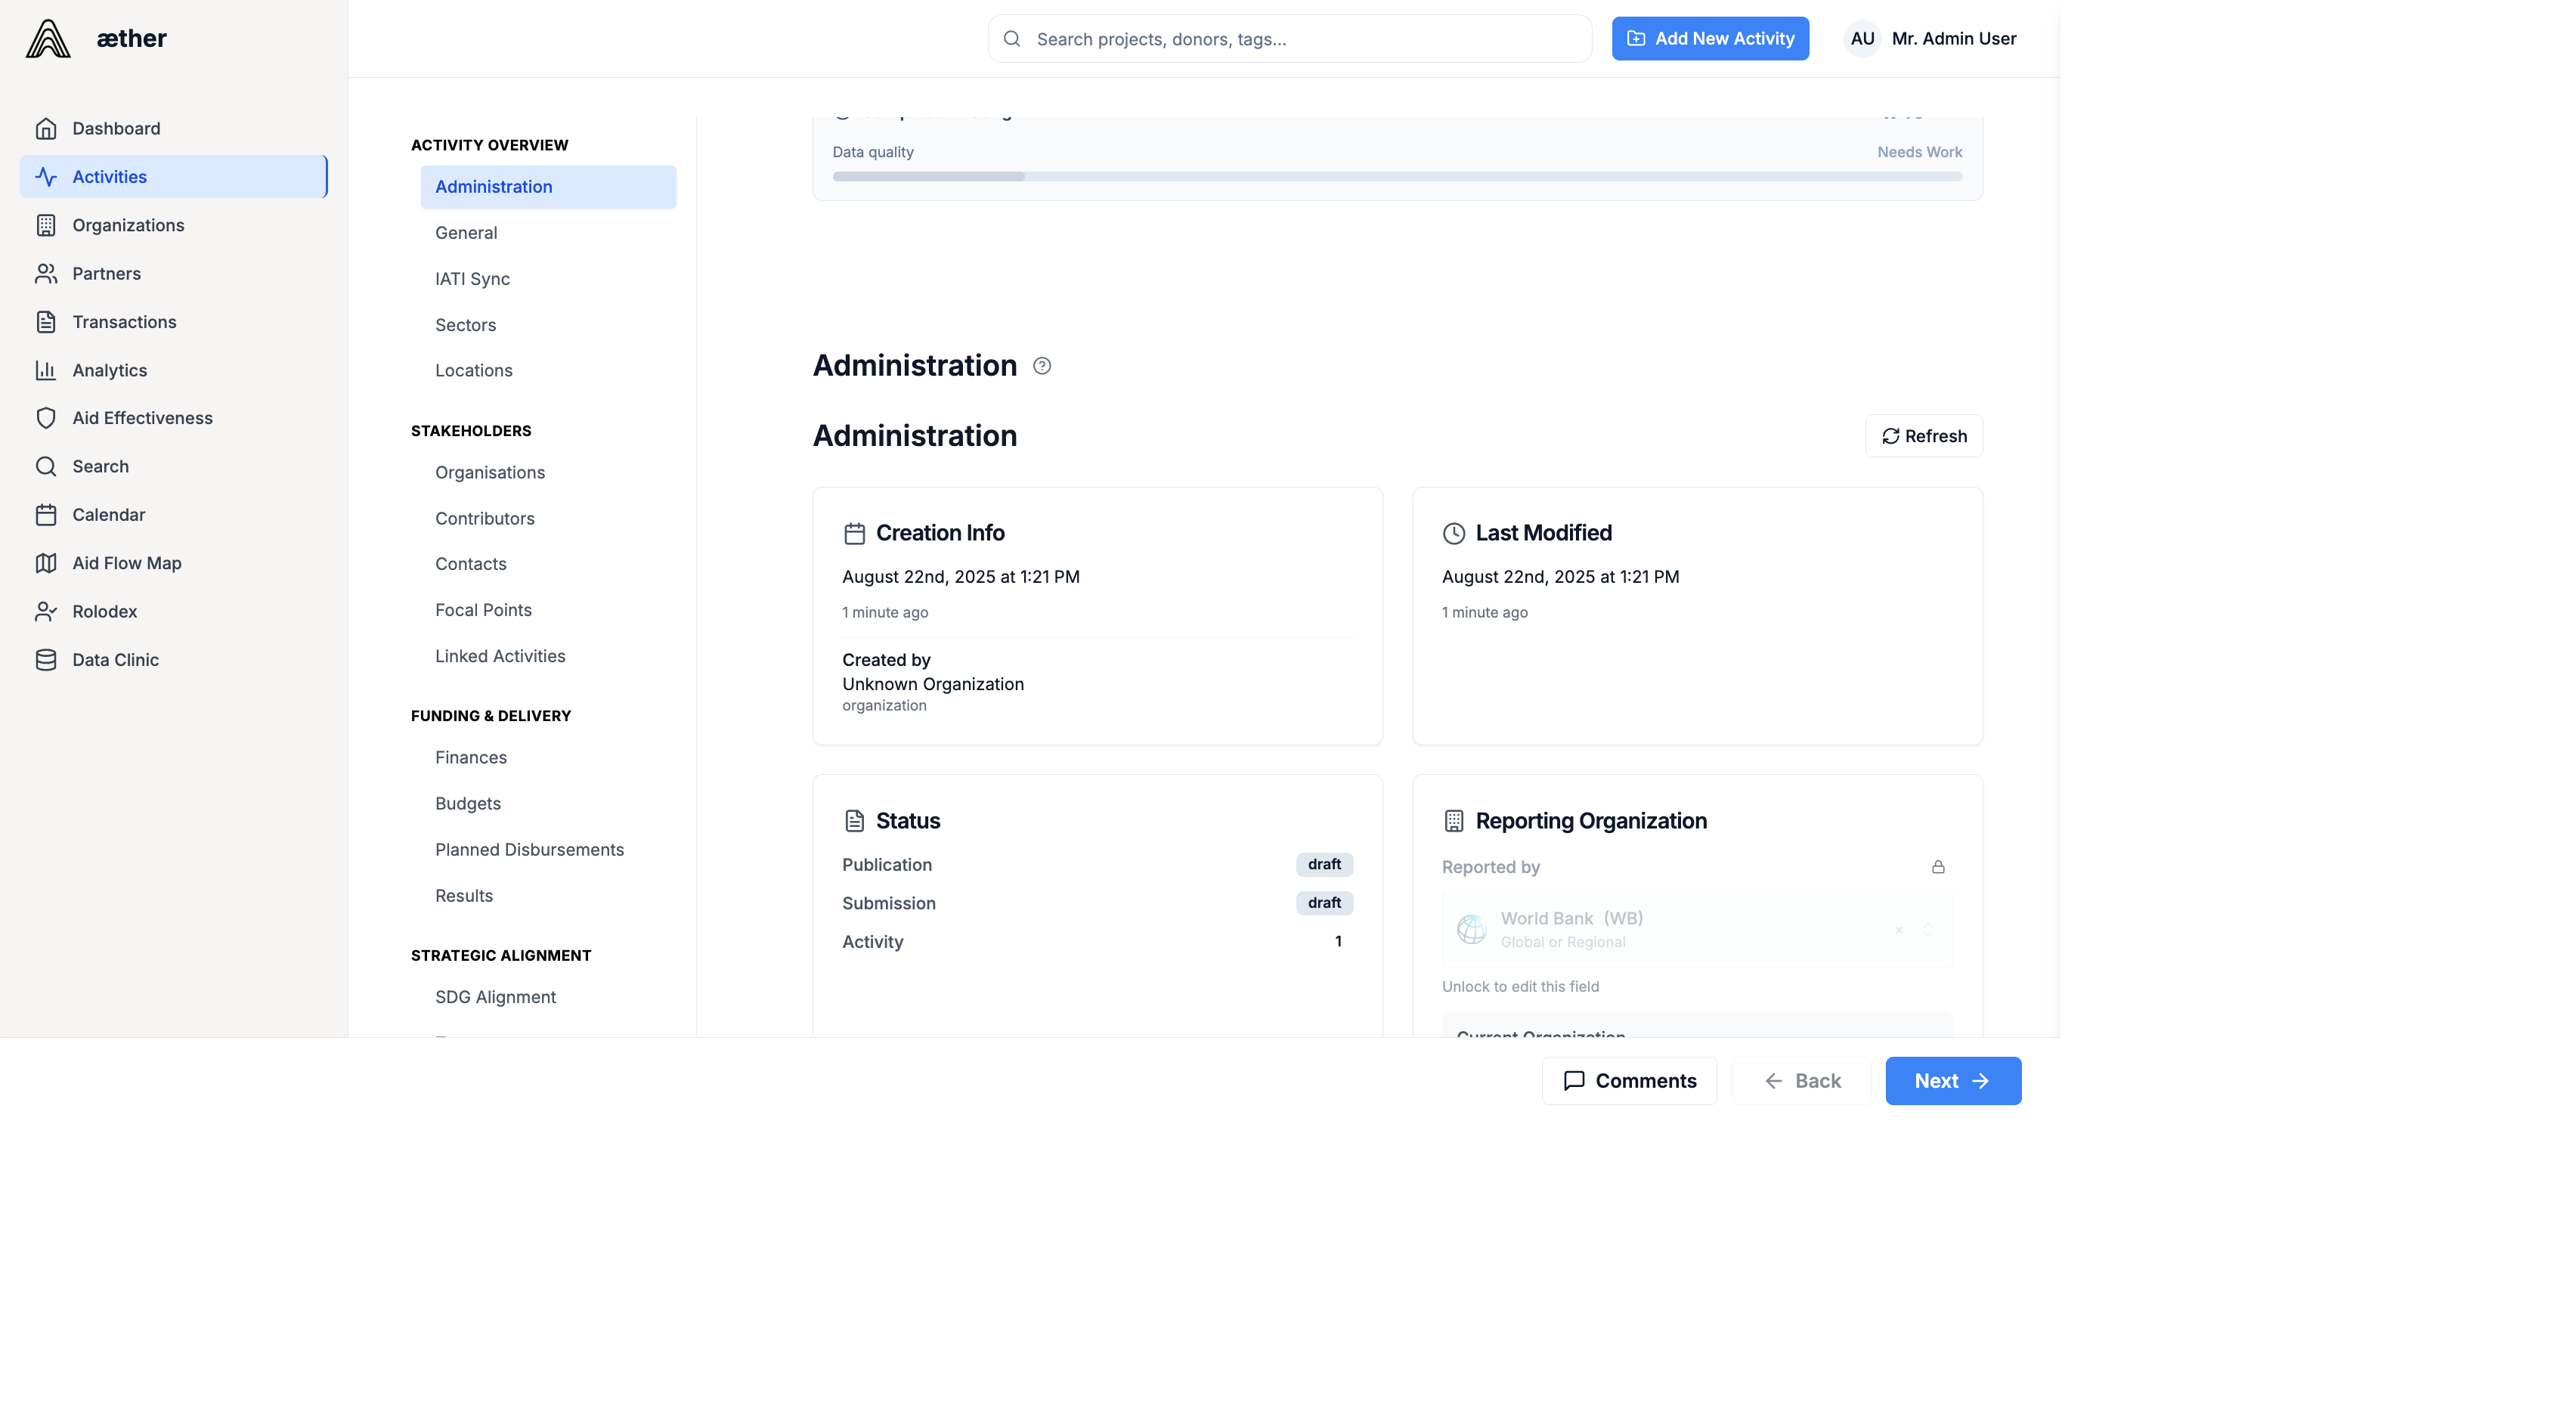 æther
Search projects, donors, tags...
Add New Activity
AU
Mr. Admin User
Dashboard
Activities
Organizations
Partners
Transactions
Analytics
Aid Effectiveness
Search
Calendar
Aid Flow Map
Rolodex
Data Clinic
ACTIVITY OVERVIEW
Administration
General
IATI Sync
Sectors
Locations
STAKEHOLDERS
Organisations
Contributors
Contacts
Focal Points
Linked Activities
FUNDING & DELIVERY
Finances
Budgets
Planned Disbursements
Results
STRATEGIC ALIGNMENT
SDG Alignment
Data quality
Needs Work
Administration
Administration
Refresh
Creation Info
August 22nd, 2025 at 1:21 PM
1 minute ago
Created by
Unknown Organization
organization
Last Modified
August 22nd, 2025 at 1:21 PM
1 minute ago
Status
Publication draft
Submission draft
Activity 1
Reporting Organization
Reported by
World Bank (WB)
Global or Regional
Unlock to edit this field
Current Organization
Comments
Back
Next